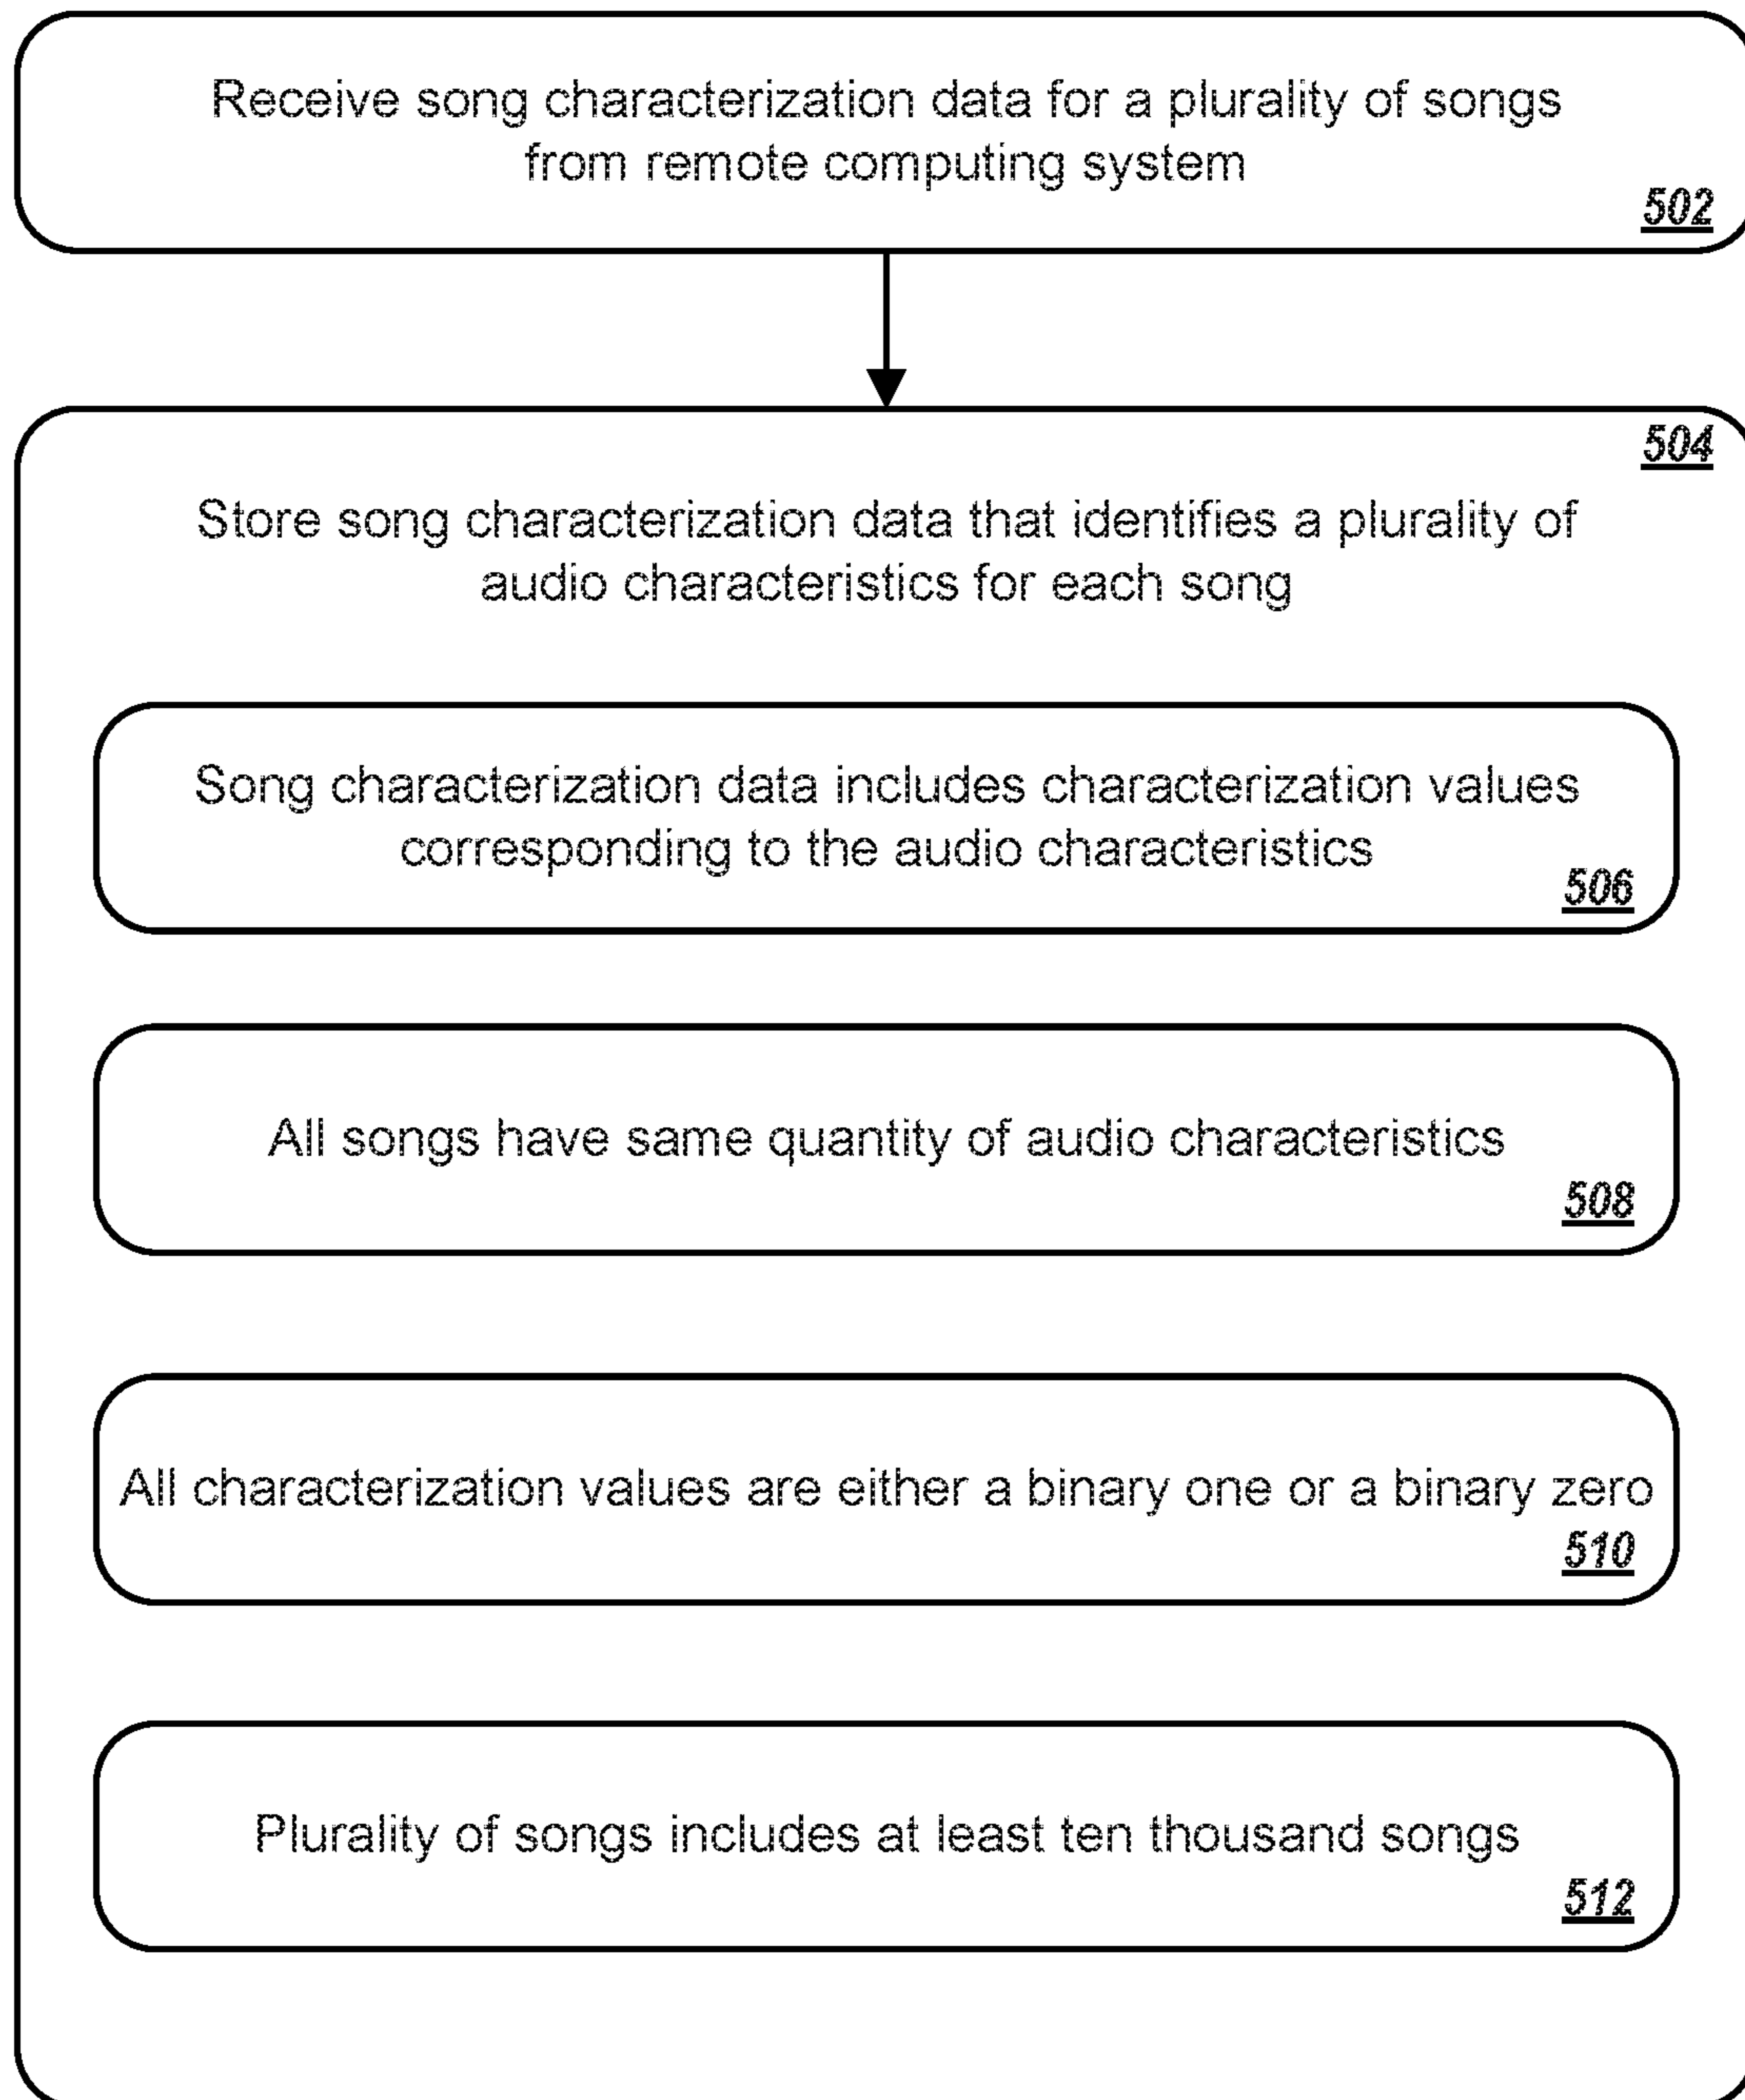 Receive song characterization data for a plurality of songs
from remote computing system
502
504
Store song characterization data that identifies a plurality of
audio characteristics for each song
Song characterization data includes characterization values
corresponding to the audio characteristics
506
All songs have same quantity of audio characteristics
508
All characterization values are either a binary one or a binary zero
510
Plurality of songs includes at least ten thousand songs
512